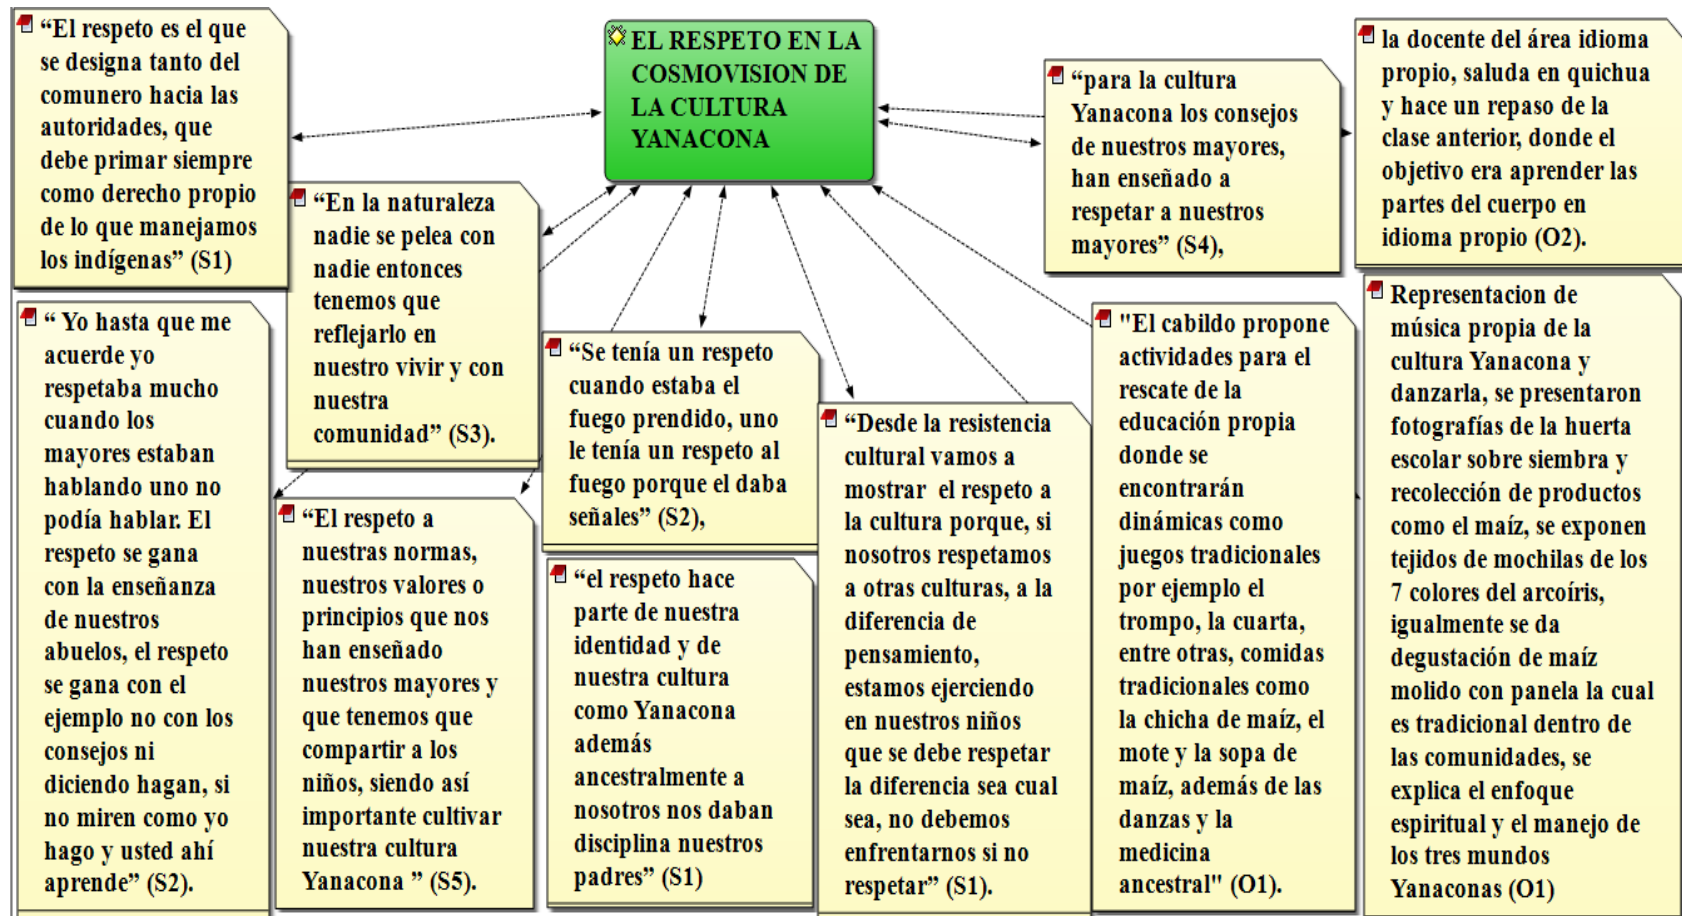 EL RESPETO EN LA
COSMOVISION DE
LA CULTURA
YANACONA
“El respeto es el que
se designa tanto del
comunero hacia las
autoridades, que
debe primar siempre
como derecho propio
de lo que manejamos
los indígenas” (S1)
“En la naturaleza
nadie se pelea con
nadie entonces
tenemos que
reflejarlo en
nuestro vivir y con
nuestra
comunidad” (S3).
“para la cultura
Yanacona los consejos
de nuestros mayores,
han enseñado a
respetar a nuestros
mayores” (S4),
la docente del área idioma
propio, saluda en quichua
y hace un repaso de la
clase anterior, donde el
objetivo era aprender las
partes del cuerpo en
idioma propio (O2).
“ Yo hasta que me
acuerde yo
respetaba mucho
cuando los
mayores estaban
hablando uno no
podía hablar. El
respeto se gana
con la enseñanza
de nuestros
abuelos, el respeto
se gana con el
ejemplo no con los
consejos ni
diciendo hagan, si
no miren como yo
hago y usted ahí
aprende” (S2).
“El respeto a
nuestras normas,
nuestros valores o
principios que nos
han enseñado
nuestros mayores y
que tenemos que
compartir a los
niños, siendo así
importante cultivar
nuestra cultura
Yanacona ” (S5).
“Se tenía un respeto
cuando estaba el
fuego prendido, uno
le tenía un respeto al
fuego porque el daba
señales” (S2),
“el respeto hace
parte de nuestra
identidad y de
nuestra cultura
como Yanacona
además
ancestralmente a
nosotros nos daban
disciplina nuestros
padres” (S1)
“Desde la resistencia
cultural vamos a
mostrar el respeto a
la cultura porque, si
nosotros respetamos
a otras culturas, a la
diferencia de
pensamiento,
estamos ejerciendo
en nuestros niños
que se debe respetar
la diferencia sea cual
sea, no debemos
enfrentarnos si no
respetar” (S1).
"El cabildo propone
actividades para el
rescate de la
educación propia
donde se
encontrarán
dinámicas como
juegos tradicionales
por ejemplo el
trompo, la cuarta,
entre otras, comidas
tradicionales como
la chicha de maíz, el
mote y la sopa de
maíz, además de las
danzas y la
medicina
ancestral" (O1).
Representacion de
música propia de la
cultura Yanacona y
danzarla, se presentaron
fotografías de la huerta
escolar sobre siembra y
recolección de productos
como el maíz, se exponen
tejidos de mochilas de los
7 colores del arcoíris,
igualmente se da
degustación de maíz
molido con panela la cual
es tradicional dentro de
las comunidades, se
explica el enfoque
espiritual y el manejo de
los tres mundos
Yanaconas (O1)